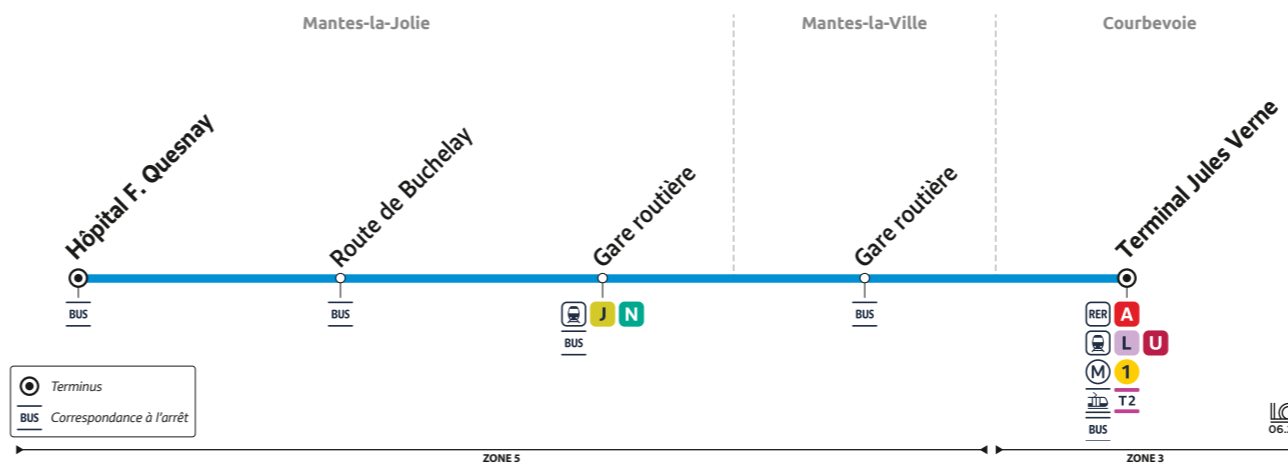 Mantes-la-Jolie
Mantes-la-Ville
Courbevoie
Hôpital F. Quesnay
Route de Buchelay
Gare routière
Gare routière
Terminal Jules Verne
BUS
BUS
J N
BUS
BUS
RER A
L U
M 1
T2
BUS
Terminus
BUS Correspondance à l'arrêt
06.
ZONE 5
ZONE 3